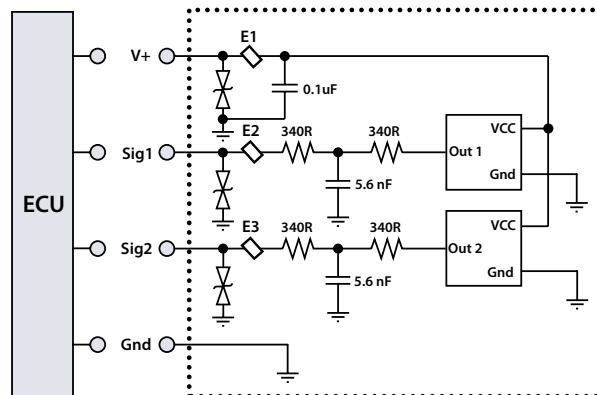 E1
V+
0.1uF
VCC
E2
340R
340R
Sig1
Out 1
Gnd
5.6 nF
ECU
E3
340R
340R
VCC
Sig2
Out 2
Gnd
5.6 nF
Gnd